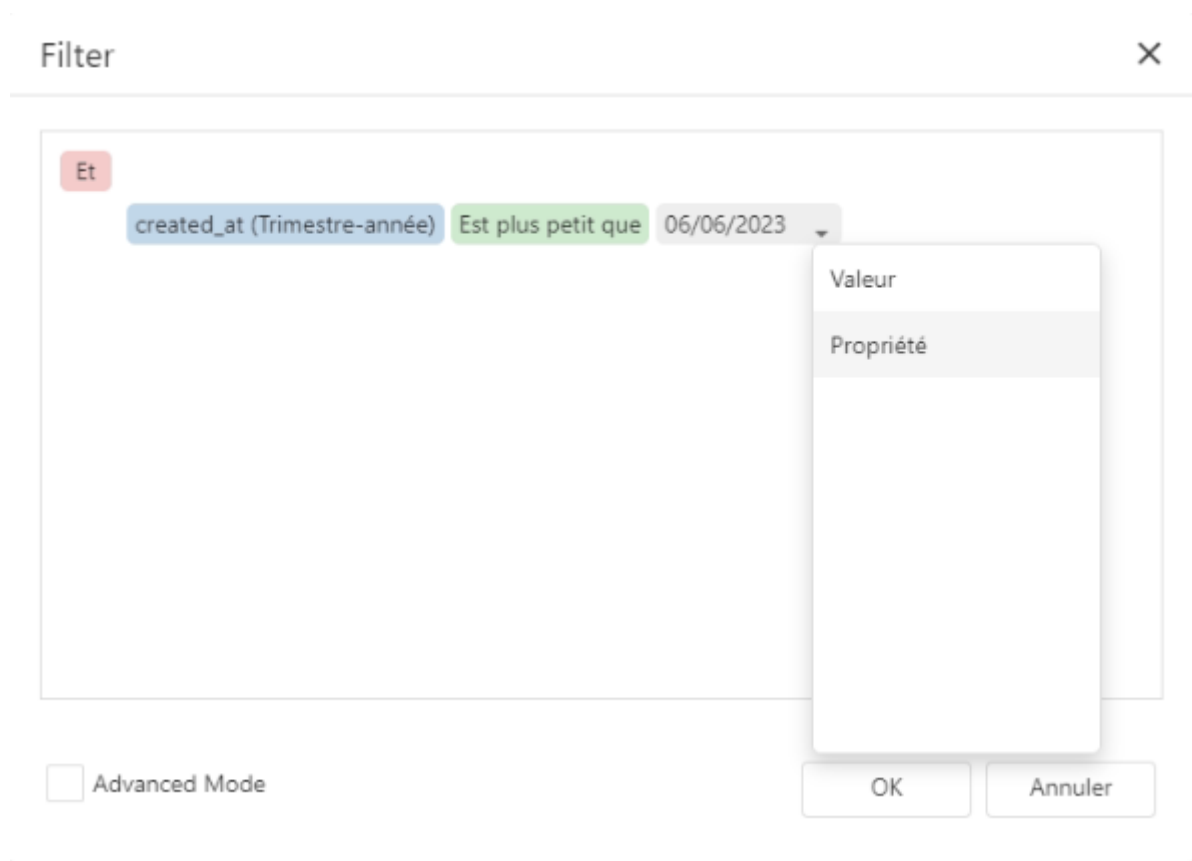 Filter
Et
created_at (Trimestre-année) Est plus petit que 06/06/2023
Valeur
Propriété
Advanced Mode
OK
Annuler